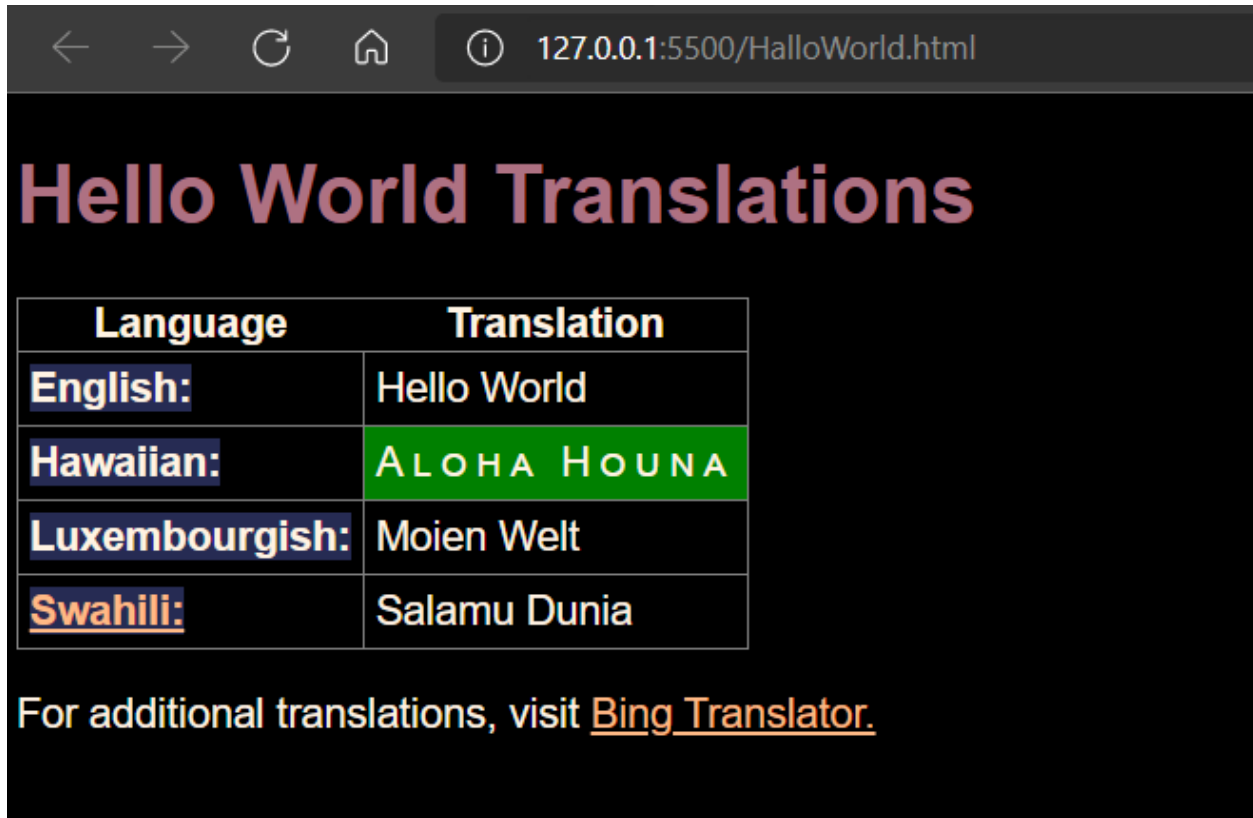 127.0.0.1:5500/HalloWorld.html
Hello World Translations
Language Translation
English: Hello World
Hawaiian: Aloha Houna
Luxembourgish: Moien Welt
Swahili: Salamu Dunia
For additional translations, visit Bing Translator.